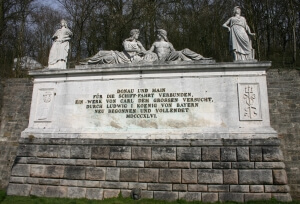 DONAU UND MAIN
FÜR DIE SCHIFFFAHRT VERBUNDEN,
EIN WERK VON CARL DEM GROSSEN VERSUCHT,
DURCH LUDWIG I KOENIG VON BAYERN
NEU BEGONNEN UND VOLLENDET
MDCCCXLVI.